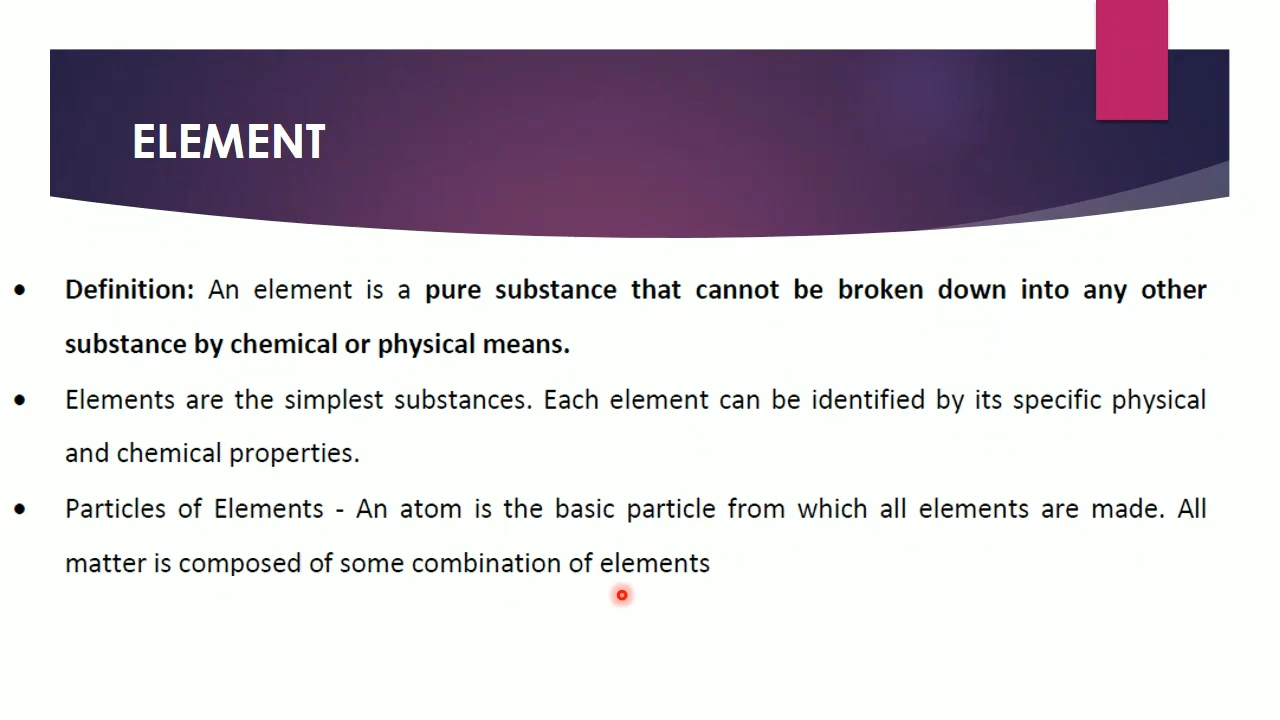 ELEMENT
• Definition: An element is a pure substance that cannot be broken down into any other
substance by chemical or physical means.
• Elements are the simplest substances. Each element can be identified by its specific physical
and chemical properties.
• Particles of Elements - An atom is the basic particle from which all elements are made. All
matter is composed of some combination of elements